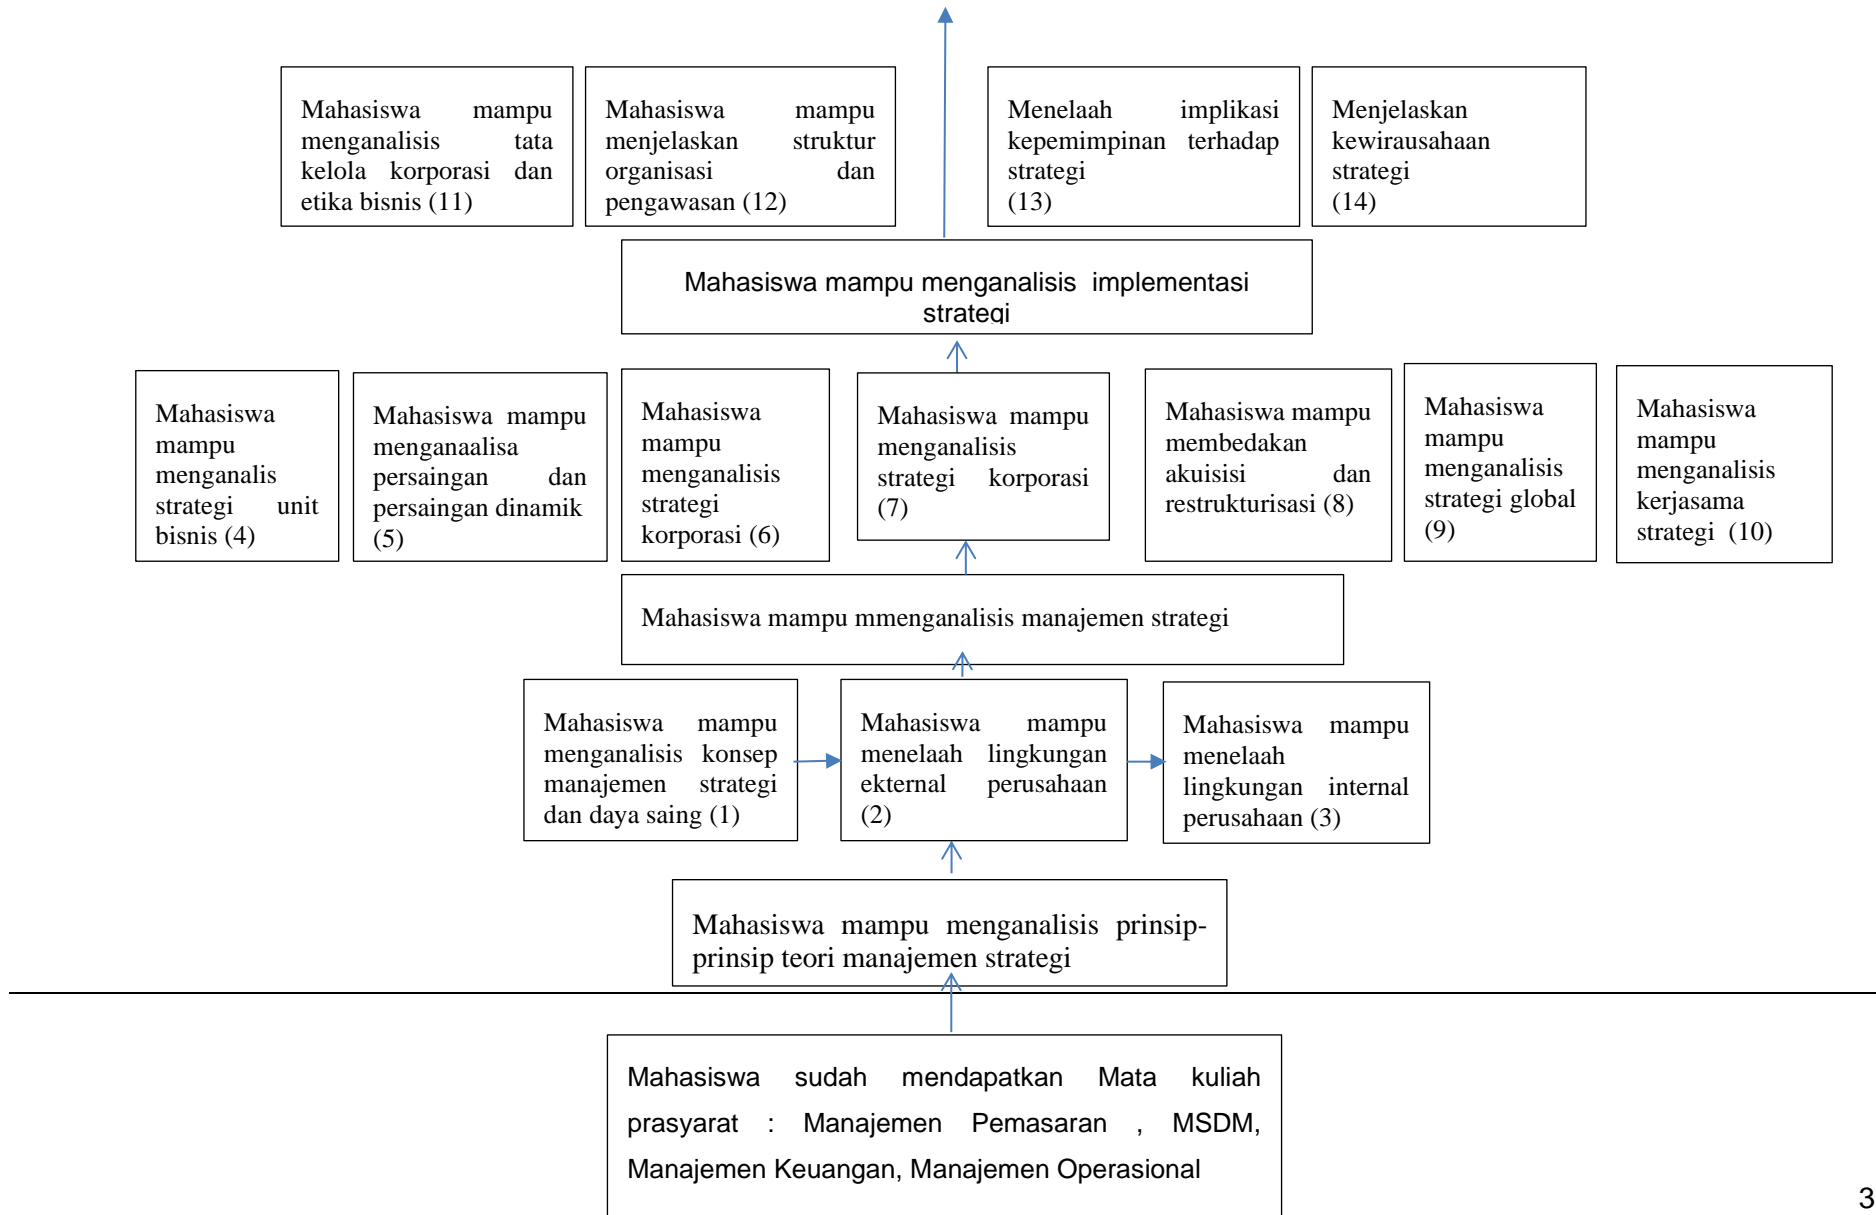 Mahasiswa mampu
menganalisis tata
kelola korporasi dan
etika bisnis (11)
Mahasiswa mampu
menjelaskan struktur
organisasi dan
pengawasan (12)
Menelaah implikasi
kepemimpinan terhadap
strategi
(13)
Menjelaskan
kewirausahaan
strategi
(14)
Mahasiswa mampu menganalisis implementasi
strategi
Mahasiswa
mampu
menganalis
strategi unit
bisnis (4)
Mahasiswa mampu
menganaalisa
persaingan dan
persaingan dinamik
(5)
Mahasiswa
mampu
menganalisis
strategi
korporasi (6)
Mahasiswa mampu
menganalisis
strategi korporasi
(7)
Mahasiswa mampu
membedakan
akuisisi dan
restrukturisasi (8)
Mahasiswa
mampu
menganalisis
strategi global
(9)
Mahasiswa
mampu
menganalisis
kerjasama
strategi (10)
Mahasiswa mampu mmenganalisis manajemen strategi
Mahasiswa mampu
menganalisis konsep
manajemen strategi
dan daya saing (1)
Mahasiswa mampu
menelaah lingkungan
ekternal perusahaan
(2)
Mahasiswa mampu
menelaah
lingkungan internal
perusahaan (3)
Mahasiswa mampu menganalisis prinsip-
prinsip teori manajemen strategi
Mahasiswa sudah mendapatkan Mata kuliah
prasyarat : Manajemen Pemasaran , MSDM,
Manajemen Keuangan, Manajemen Operasional
3